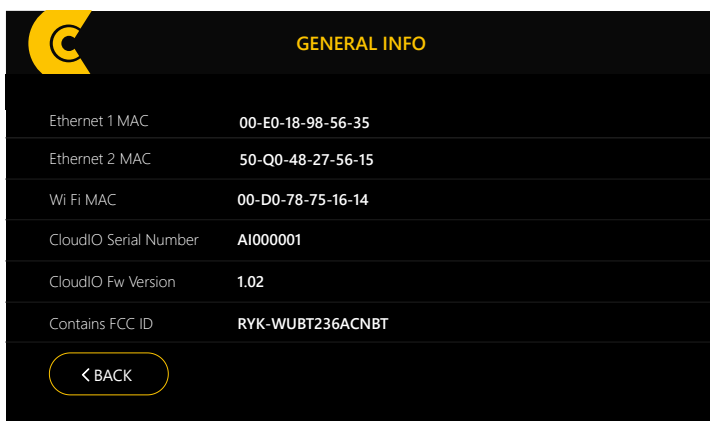 GENERAL INFO
Ethernet 1 MAC 00-E0-18-98-56-35
Ethernet 2 MAC 50-Q0-48-27-56-15
Wi Fi MAC 00-D0-78-75-16-14
CloudIO Serial Number AI000001
CloudIO Fw Version 1.02
Contains FCC ID RYK-WUBT236ACNBT
BACK